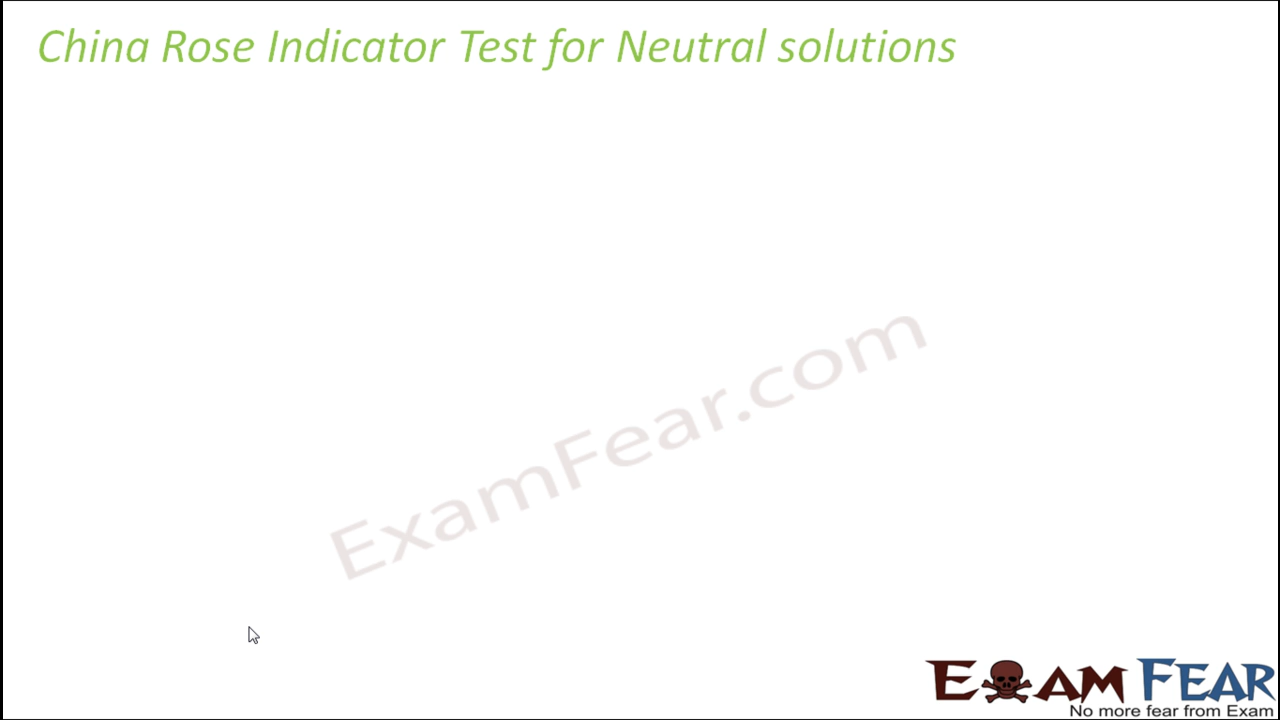 China Rose Indicator Test for Neutral solutions
ExamFear.com
EXAM FEAR
No more fear from Exam